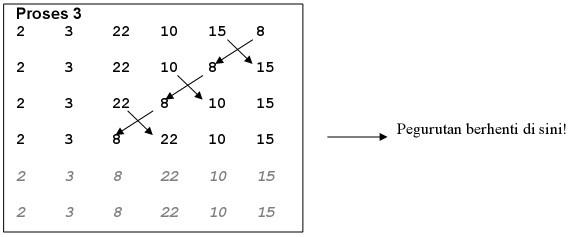 Proses 3
2 3 22 10 15 8
2 3 22 10 8 15
2 3 22 8 10 15
2 3 8 22 10 15
Pegurutan berhenti di sini!
2 3 8 22 10 15
2 3 8 22 10 15